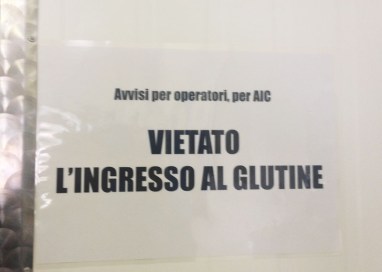 Avvisi per operatori, per AIC
VIETATO
L'INGRESSO AL GLUTINE